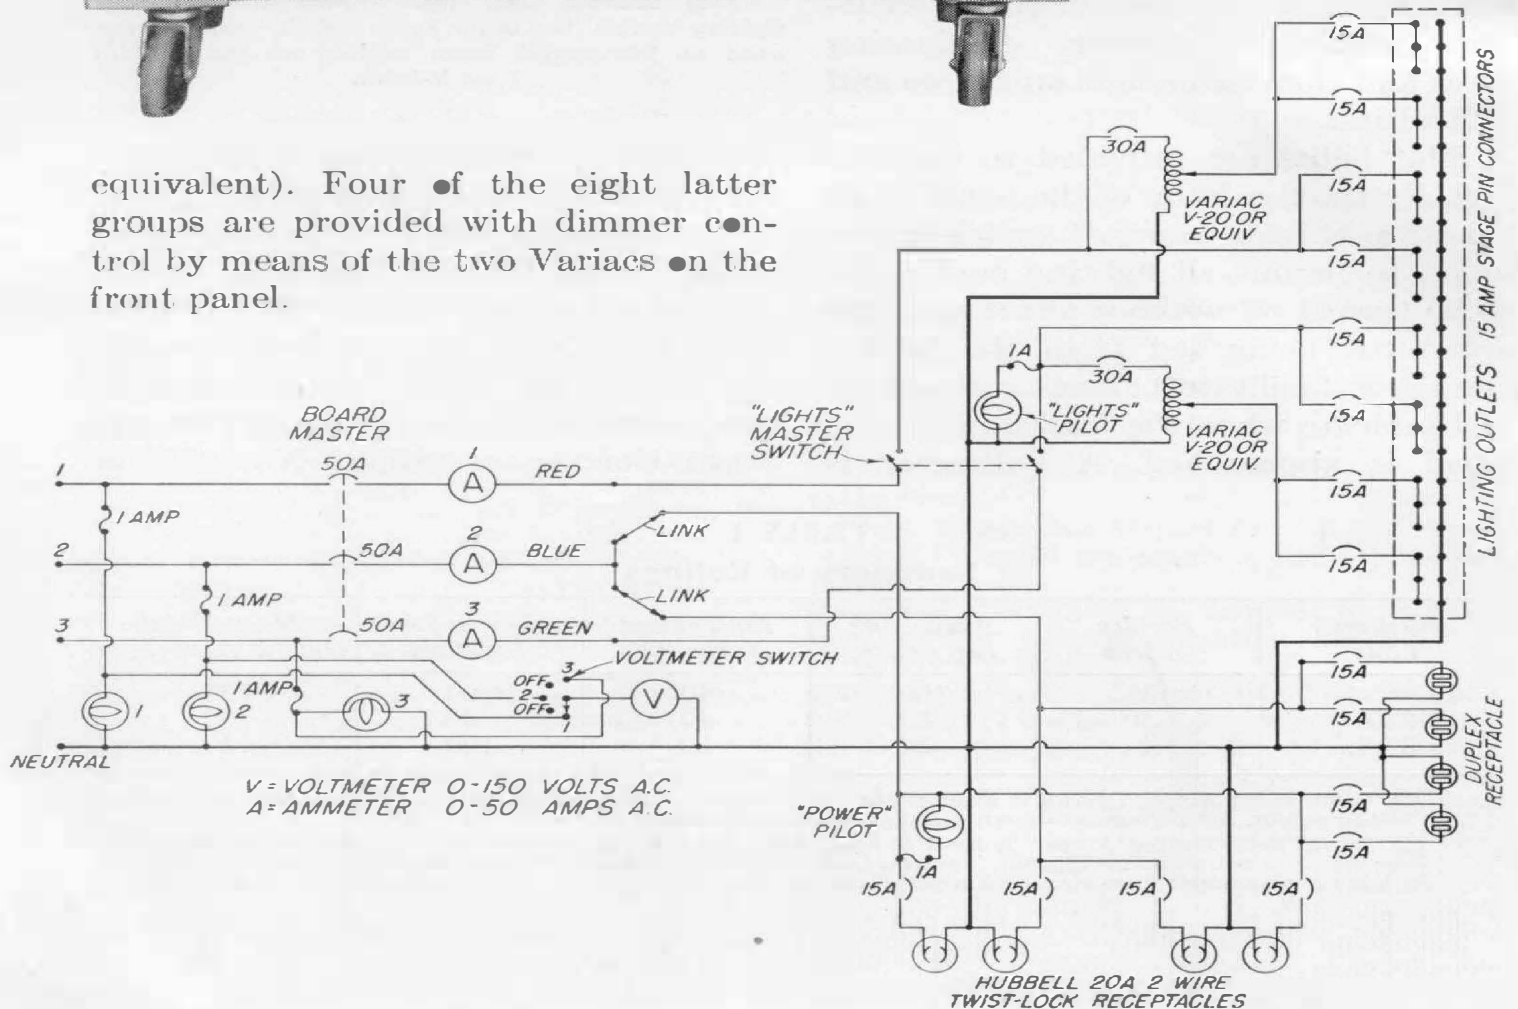 equivalent). Four of the eight latter
groups are provided with dimmer con-
trol by means of the two Variacs on the
front panel.
15A
15A
15A
15A
15A
15A
15A
15A
LIGHTING OUTLETS 15 AMP STAGE PIN CONNECTORS
30A
VARIAC
V-20 OR
EQUIV
1A
30A
"LIGHTS"
PILOT
VARIAC
V-20 OR
EQUIV
"LIGHTS"
MASTER
SWITCH
BOARD
MASTER
1
50A
1
A
RED
1 AMP
LINK
2
50A
2
A
BLUE
1 AMP
LINK
3
50A
3
A
GREEN
VOLTMETER SWITCH
1 AMP
OFF
3
2
OFF
1
V
1
2
3
NEUTRAL
V = VOLTMETER 0-150 VOLTS A.C.
A = AMMETER 0-50 AMPS A.C.
15A
15A
15A
15A
DUPLEX
RECEPTACLE
"POWER"
PILOT
1A
15A
15A
15A
15A
HUBBELL 20A 2 WIRE
TWIST-LOCK RECEPTACLES